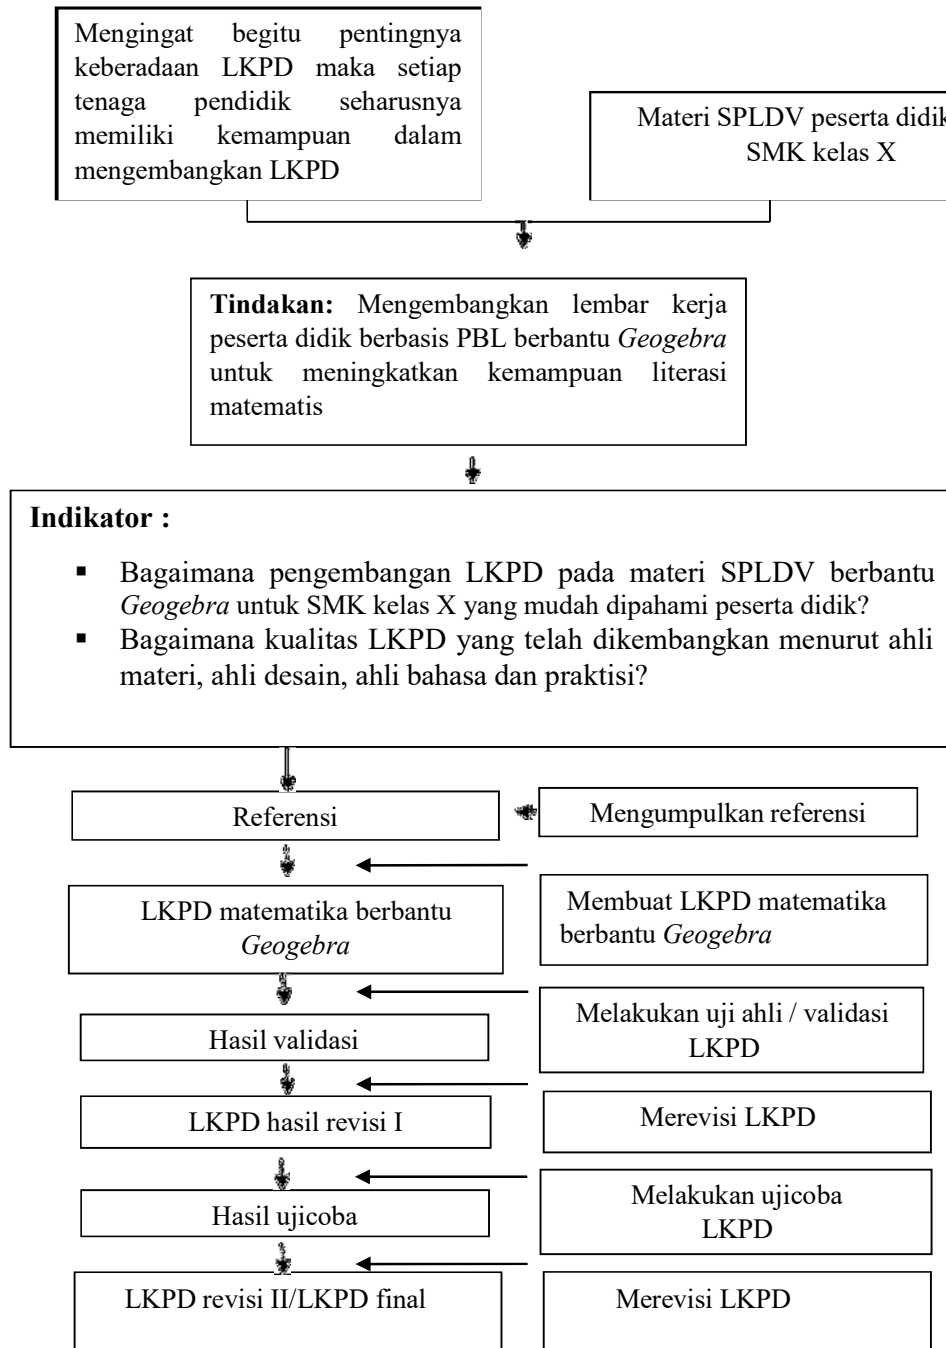 Mengingat begitu pentingnya
keberadaan LKPD maka setiap
tenaga pendidik seharusnya
memiliki kemampuan dalam
mengembangkan LKPD
Materi SPLDV peserta didik
SMK kelas X
Tindakan: Mengembangkan lembar kerja
peserta didik berbasis PBL berbantu Geogebra
untuk meningkatkan kemampuan literasi
matematis
Indikator :
▪ Bagaimana pengembangan LKPD pada materi SPLDV berbantu
Geogebra untuk SMK kelas X yang mudah dipahami peserta didik?
▪ Bagaimana kualitas LKPD yang telah dikembangkan menurut ahli
materi, ahli desain, ahli bahasa dan praktisi?
Referensi
Mengumpulkan referensi
LKPD matematika berbantu
Geogebra
Membuat LKPD matematika
berbantu Geogebra
Hasil validasi
Melakukan uji ahli / validasi
LKPD
LKPD hasil revisi I
Merevisi LKPD
Hasil ujicoba
Melakukan ujicoba
LKPD
LKPD revisi II/LKPD final
Merevisi LKPD